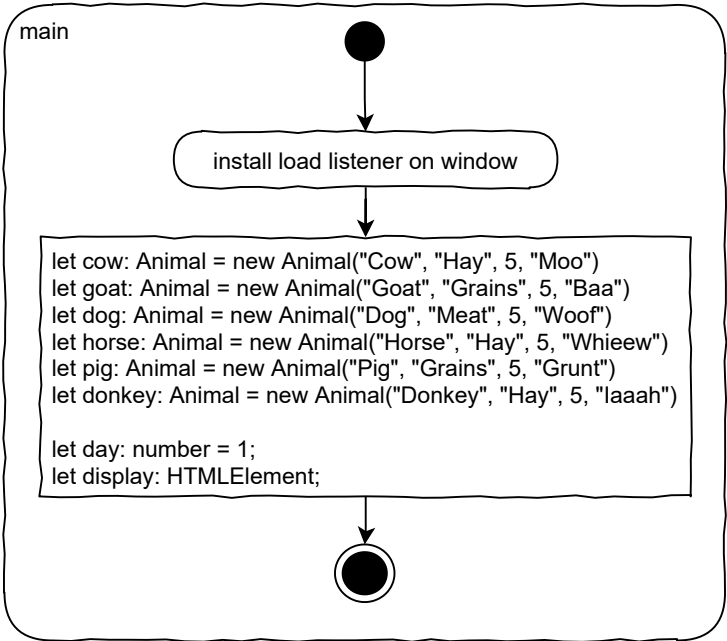 main
install load listener on window
let cow: Animal = new Animal("Cow", "Hay", 5, "Moo")
let goat: Animal = new Animal("Goat", "Grains", 5, "Baa")
let dog: Animal = new Animal("Dog", "Meat", 5, "Woof")
let horse: Animal = new Animal("Horse", "Hay", 5, "Whieew")
let pig: Animal = new Animal("Pig", "Grains", 5, "Grunt")
let donkey: Animal = new Animal("Donkey", "Hay", 5, "Iaaah")
let day: number = 1;
let display: HTMLElement;